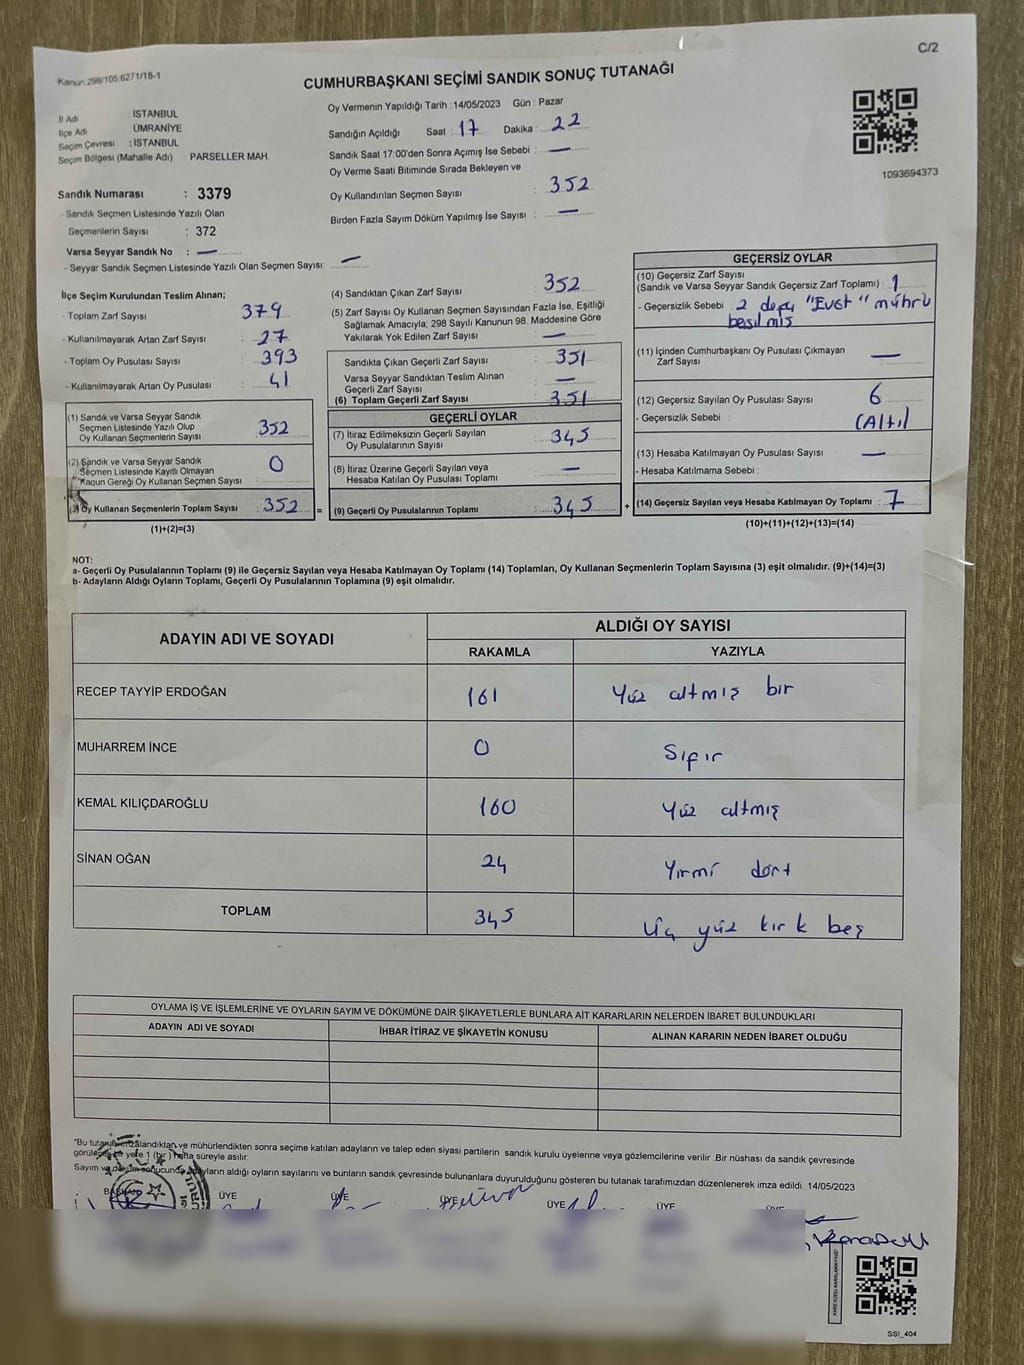 C/2
Kanun:298/105:6271/18-1
CUMHURBAŞKANI SEÇİMİ SANDIK SONUÇ TUTANAĞI
İl Adı : İSTANBUL
İlçe Adı ÜMRANİYE
Seçim Çevresi : İSTANBUL
Seçim Bölgesi (Mahalle Adı) : PARSELLER MAH.
Sandık Numarası : 3379
- Sandık Seçmen Listesinde Yazılı Olan
Seçmenlerin Sayısı : 372
Varsa Seyyar Sandık No : —
- Seyyar Sandık Seçmen Listesinde Yazılı Olan Seçmen Sayısı: —
Oy Vermenin Yapıldığı Tarih : 14/05/2023 Gün : Pazar
Sandığın Açıldığı Saat : 17 Dakika : 22
Sandık Saat 17:00'den Sonra Açımış İse Sebebi : —
Oy Verme Saati Bitiminde Sırada Bekleyen ve
Oy Kullandırılan Seçmen Sayısı : 352
Birden Fazla Sayım Döküm Yapılmış İse Sayısı : —
1093694373
İlçe Seçim Kurulundan Teslim Alınan;
- Toplam Zarf Sayısı : 379
- Kullanılmayarak Artan Zarf Sayısı : 27
- Toplam Oy Pusulası Sayısı : 393
- Kullanılmayarak Artan Oy Pusulası : 41
(1) Sandık ve Varsa Seyyar Sandık
Seçmen Listesinde Yazılı Olup
Oy Kullanan Seçmenlerin Sayısı : 352
(2) Sandık ve Varsa Seyyar Sandık
Seçmen Listesinde Kayıtlı Olmayan
Kanun Gereği Oy Kullanan Seçmen Sayısı : 0
(3) Oy Kullanan Seçmenlerin Toplam Sayısı : 352 =
(1)+(2)=(3)
(4) Sandıktan Çıkan Zarf Sayısı : 352
(5) Zarf Sayısı Oy Kullanan Seçmen Sayısından Fazla İse, Eşitliği
Sağlamak Amacıyla; 298 Sayılı Kanunun 98. Maddesine Göre
Yakılarak Yok Edilen Zarf Sayısı : —
Sandıkta Çıkan Geçerli Zarf Sayısı : 351
Varsa Seyyar Sandıktan Teslim Alınan
Geçerli Zarf Sayısı : —
(6) Toplam Geçerli Zarf Sayısı : 351
GEÇERLİ OYLAR
(7) İtiraz Edilmeksizin Geçerli Sayılan
Oy Pusulalarının Sayısı : 345
(8) İtiraz Üzerine Geçerli Sayılan veya
Hesaba Katılan Oy Pusulası Toplamı : —
(9) Geçerli Oy Pusulalarının Toplamı : 345 +
GEÇERSİZ OYLAR
(10) Geçersiz Zarf Sayısı
(Sandık ve Varsa Seyyar Sandık Geçersiz Zarf Toplamı) : 1
- Geçersizlik Sebebi : 2 defa "Evet" mührü
basılmış
(11) İçinden Cumhurbaşkanı Oy Pusulası Çıkmayan
Zarf Sayısı : —
(12) Geçersiz Sayılan Oy Pusulası Sayısı : 6
- Geçersizlik Sebebi : (Altı)
(13) Hesaba Katılmayan Oy Pusulası Sayısı : —
- Hesaba Katılmama Sebebi :
(14) Geçersiz Sayılan veya Hesaba Katılmayan Oy Toplamı : 7
(10)+(11)+(12)+(13)=(14)
NOT:
a- Geçerli Oy Pusulalarının Toplamı (9) ile Geçersiz Sayılan veya Hesaba Katılmayan Oy Toplamı (14) Toplamları, Oy Kullanan Seçmenlerin Toplam Sayısına (3) eşit olmalıdır. (9)+(14)=(3)
b- Adayların Aldığı Oyların Toplamı, Geçerli Oy Pusulalarının Toplamına (9) eşit olmalıdır.
ADAYIN ADI VE SOYADI ALDIĞI OY SAYISI
RAKAMLA YAZIYLA
RECEP TAYYİP ERDOĞAN 161 Yüz altmış bir
MUHARREM İNCE 0 Sıfır
KEMAL KILIÇDAROĞLU 160 Yüz altmış
SİNAN OĞAN 24 Yirmi dört
TOPLAM 345 Üç yüz kırk beş
OYLAMA İŞ VE İŞLEMLERİNE VE OYLARIN SAYIM VE DÖKÜMÜNE DAİR ŞİKAYETLERLE BUNLARA AİT KARARLARIN NELERDEN İBARET BULUNDUKLARI
ADAYIN ADI VE SOYADI İHBAR İTİRAZ VE ŞİKAYETİN KONUSU ALINAN KARARIN NEDEN İBARET OLDUĞU
*Bu tutanak imzalandıktan ve mühürlendikten sonra seçime katılan adayların ve talep eden siyasi partilerin sandık kurulu üyelerine veya gözlemcilerine verilir. Bir nüshası da sandık çevresinde
görülecek bir yere 1 (bir) hafta süreyle asılır.
Sayım ve döküm sonucunda adayların aldığı oyların sayılarını ve bunların sandık çevresinde bulunanlara duyurulduğunu gösteren bu tutanak tarafımızdan düzenlenerek imza edildi. 14/05/2023
BAŞKAN ÜYE ÜYE ÜYE ÜYE ÜYE ÜYE
SSİ_404